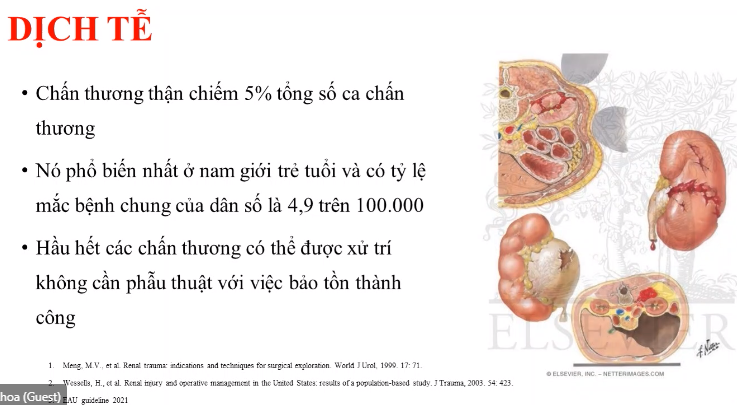 DỊCH TỄ
• Chấn thương thận chiếm 5% tổng số ca chấn
thương
• Nó phổ biến nhất ở nam giới trẻ tuổi và có tỷ lệ
mắc bệnh chung của dân số là 4,9 trên 100.000
• Hầu hết các chấn thương có thể được xử trí
không cần phẫu thuật với việc bảo tồn thành
công
ELSEVIER
ELSEVIER
F. Netter
© ELSEVIER, INC. – NETTERIMAGES.COM
1. Meng, M.V., et al. Renal trauma: indications and techniques for surgical exploration. World J Urol, 1999. 17: 71.
2. Wessells, H., et al. Renal injury and operative management in the United States: results of a population-based study. J Trauma, 2003. 54: 423.
EAU guideline 2021
hoa (Guest)